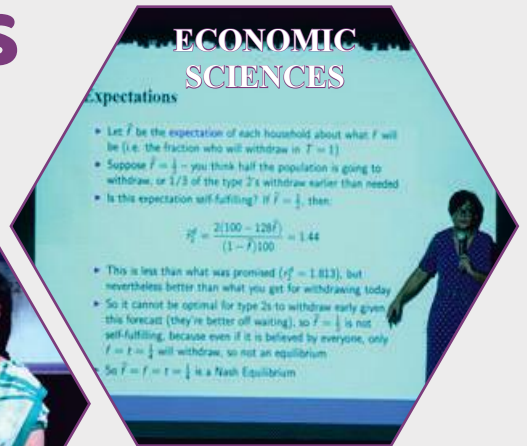 S
ECONOMIC
SCIENCES
Expectations
Let f̂ be the expectation of each household about what f will
be (i.e. the fraction who will withdraw in T = 1)
Suppose f̂ = ½ – you think half the population is going to
withdraw, or 1/3 of the type 2's withdraw earlier than needed
Is this expectation self-fulfilling? If f̂ = ½, then:
= 2(100 − 128f̂) / (1 − f̂)100 = 1.44
This is less than what was promised ( = 1.813), but
nevertheless better than what you get for withdrawing today
So it cannot be optimal for type 2s to withdraw early given
this forecast (they're better off waiting), so f̂ = ½ is not
self-fulfilling, because even if it is believed by everyone, only
f = t = ¼ will withdraw, so not an equilibrium
So f̂ = f = t = ¼ is a Nash Equilibrium